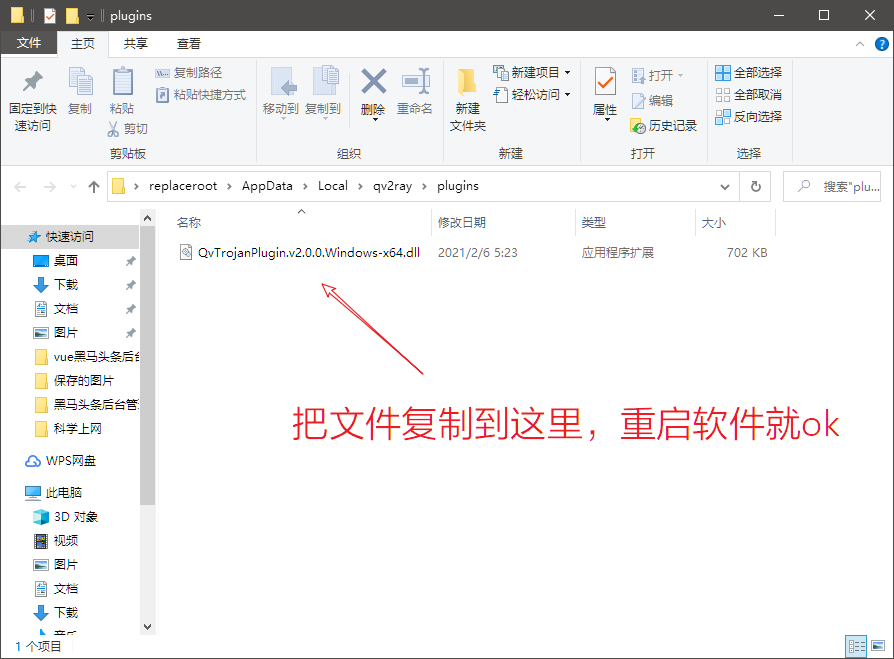 plugins
文件 主页 共享 查看
固定到快速访问
复制
粘贴
复制路径
粘贴快捷方式
剪切
剪贴板
移动到
复制到
删除
重命名
组织
新建文件夹
新建项目
轻松访问
新建
属性
打开
编辑
历史记录
打开
全部选择
全部取消
反向选择
选择
replaceroot › AppData › Local › qv2ray › plugins
搜索"plu...
名称 修改日期 类型 大小
QvTrojanPlugin.v2.0.0.Windows-x64.dll 2021/2/6 5:23 应用程序扩展 702 KB
把文件复制到这里，重启软件就ok
快速访问
桌面
下载
文档
图片
vue黑马头条后台
保存的图片
黑马头条后台管
科学上网
WPS网盘
此电脑
3D 对象
视频
图片
文档
下载
音乐
1 个项目